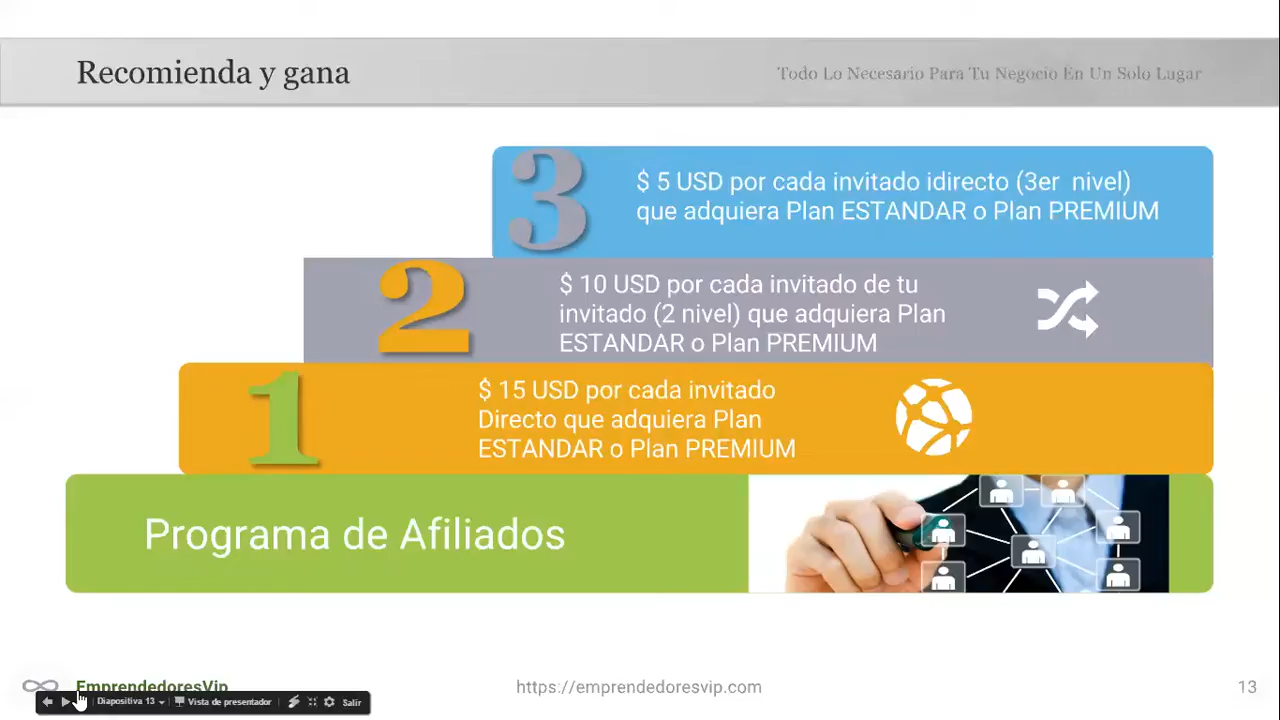 Recomienda y gana
Todo Lo Necesario Para Tu Negocio En Un Solo Lugar
3
$ 5 USD por cada invitado idirecto (3er nivel)
que adquiera Plan ESTANDAR o Plan PREMIUM
2
$ 10 USD por cada invitado de tu
invitado (2 nivel) que adquiera Plan
ESTANDAR o Plan PREMIUM
1
$ 15 USD por cada invitado
Directo que adquiera Plan
ESTANDAR o Plan PREMIUM
Programa de Afiliados
EmprendedoresVip
https://emprendedoresvip.com
13
Diapositiva 13
Vista de presentador
Salir